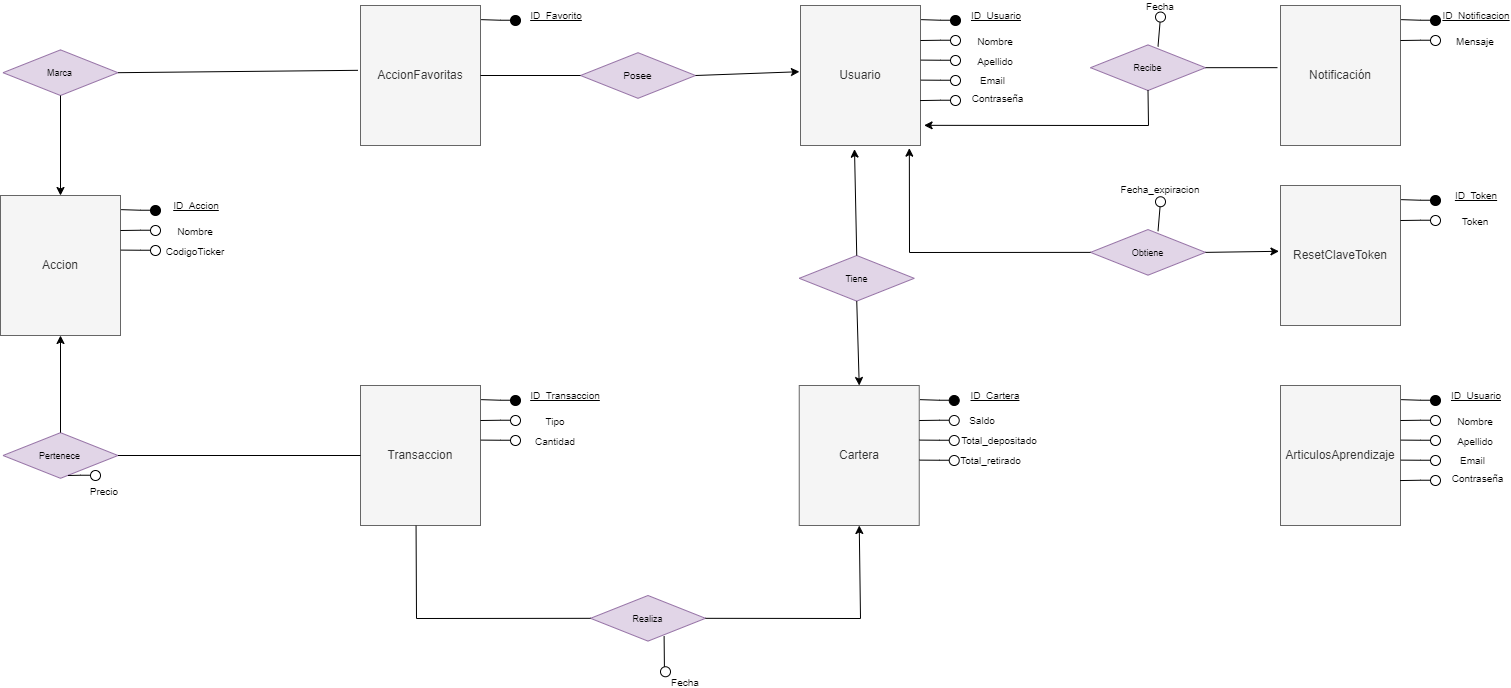 Fecha
ID_Favorito
ID_Usuario
ID_Notificacion
Nombre
Mensaje
Apellido
Marca
AccionFavoritas
Posee
Usuario
Recibe
Notificación
Email
Contraseña
Fecha_expiracion
ID_Token
ID_Accion
Token
Nombre
CodigoTicker
Obtiene
ResetClaveToken
Accion
Tiene
ID_Transaccion
ID_Cartera
ID_Usuario
Tipo
Saldo
Nombre
Cantidad
Total_depositado
Apellido
Pertenece
Transaccion
Cartera
Total_retirado
ArticulosAprendizaje
Email
Contraseña
Precio
Realiza
Fecha